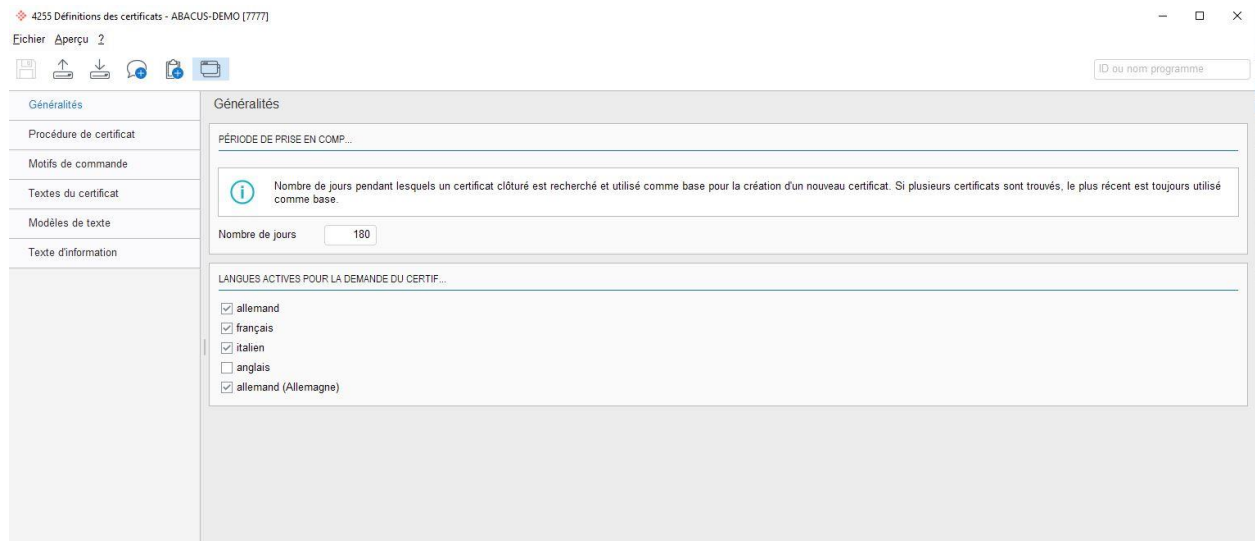 4255 Définitions des certificats - ABACUS-DEMO [7777]
Fichier Aperçu ?
ID ou nom programme
Généralités
Procédure de certificat
Motifs de commande
Textes du certificat
Modèles de texte
Texte d'information
Généralités
PÉRIODE DE PRISE EN COMP...
Nombre de jours pendant lesquels un certificat clôturé est recherché et utilisé comme base pour la création d'un nouveau certificat. Si plusieurs certificats sont trouvés, le plus récent est toujours utilisé
comme base.
Nombre de jours 180
LANGUES ACTIVES POUR LA DEMANDE DU CERTIF...
allemand
français
italien
anglais
allemand (Allemagne)